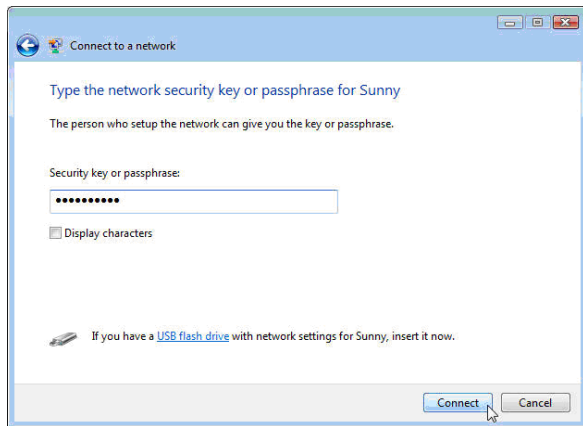 Connect to a network
Type the network security key or passphrase for Sunny
The person who setup the network can give you the key or passphrase.
Security key or passphrase:
••••••••••
Display characters
If you have a USB flash drive with network settings for Sunny, insert it now.
Connect Cancel